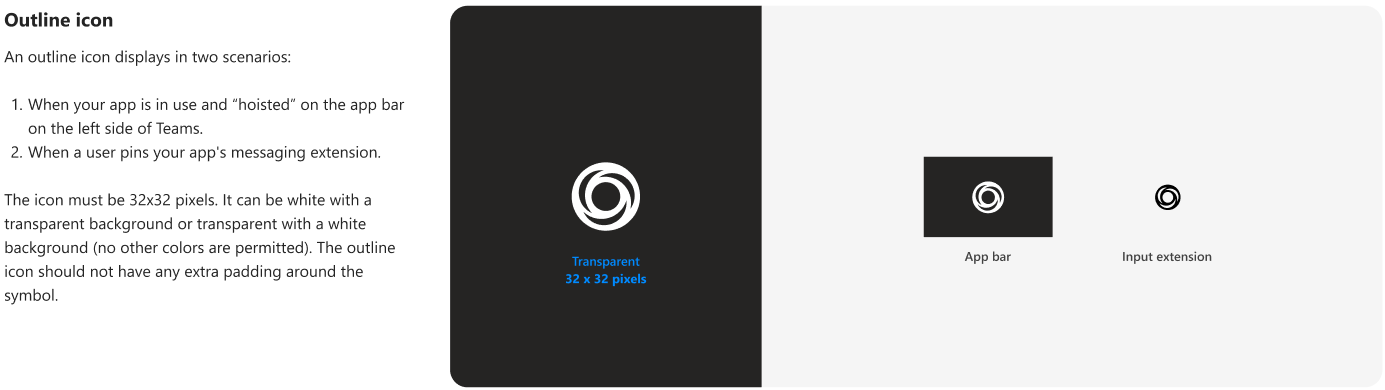 Outline icon
An outline icon displays in two scenarios:
1. When your app is in use and “hoisted” on the app bar
on the left side of Teams.
2. When a user pins your app's messaging extension.
The icon must be 32x32 pixels. It can be white with a
transparent background or transparent with a white
background (no other colors are permitted). The outline
icon should not have any extra padding around the
symbol.
Transparent
32 x 32 pixels
App bar
Input extension